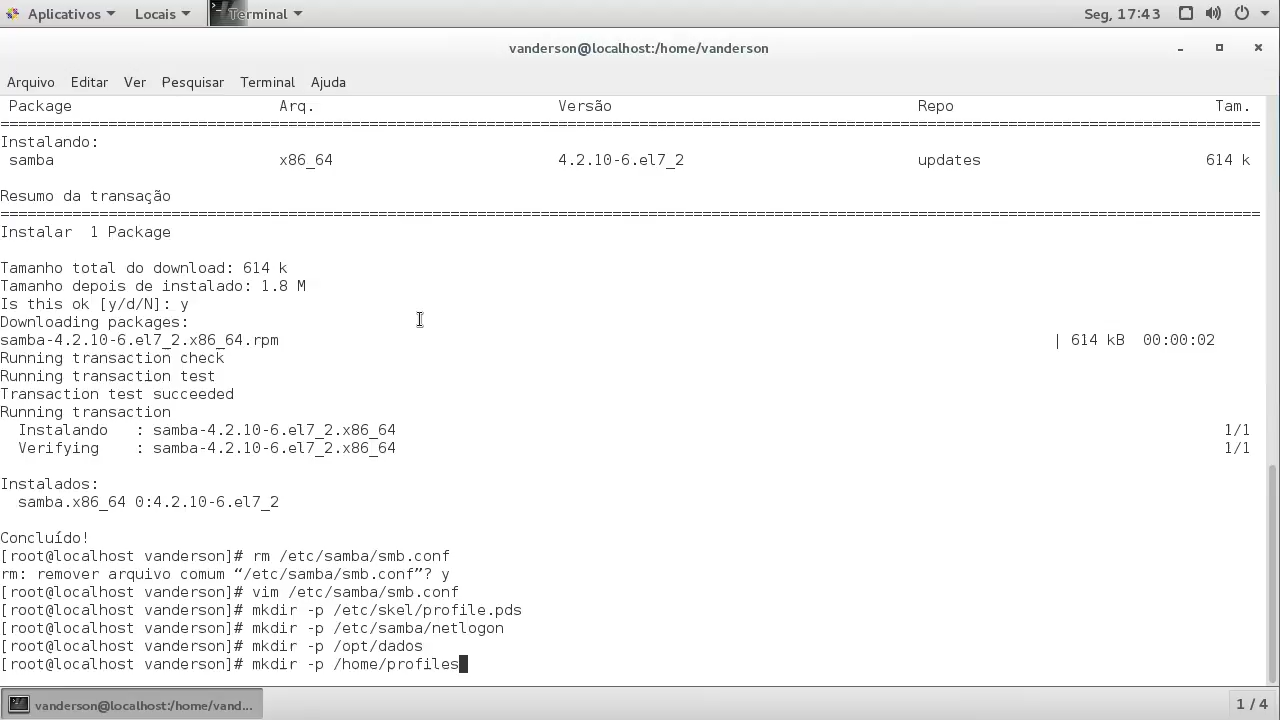 Aplicativos Locais Terminal Seg, 17:43
vanderson@localhost:/home/vanderson
Arquivo Editar Ver Pesquisar Terminal Ajuda
Package Arq. Versão Repo Tam.
================================================================================
Instalando:
samba x86_64 4.2.10-6.el7_2 updates 614 k
Resumo da transação
================================================================================
Instalar 1 Package
Tamanho total do download: 614 k
Tamanho depois de instalado: 1.8 M
Is this ok [y/d/N]: y
Downloading packages:
samba-4.2.10-6.el7_2.x86_64.rpm | 614 kB 00:00:02
Running transaction check
Running transaction test
Transaction test succeeded
Running transaction
Instalando : samba-4.2.10-6.el7_2.x86_64 1/1
Verifying : samba-4.2.10-6.el7_2.x86_64 1/1
Instalados:
samba.x86_64 0:4.2.10-6.el7_2
Concluído!
[root@localhost vanderson]# rm /etc/samba/smb.conf
rm: remover arquivo comum “/etc/samba/smb.conf”? y
[root@localhost vanderson]# vim /etc/samba/smb.conf
[root@localhost vanderson]# mkdir -p /etc/skel/profile.pds
[root@localhost vanderson]# mkdir -p /etc/samba/netlogon
[root@localhost vanderson]# mkdir -p /opt/dados
[root@localhost vanderson]# mkdir -p /home/profiles
vanderson@localhost:/home/vand... 1 / 4